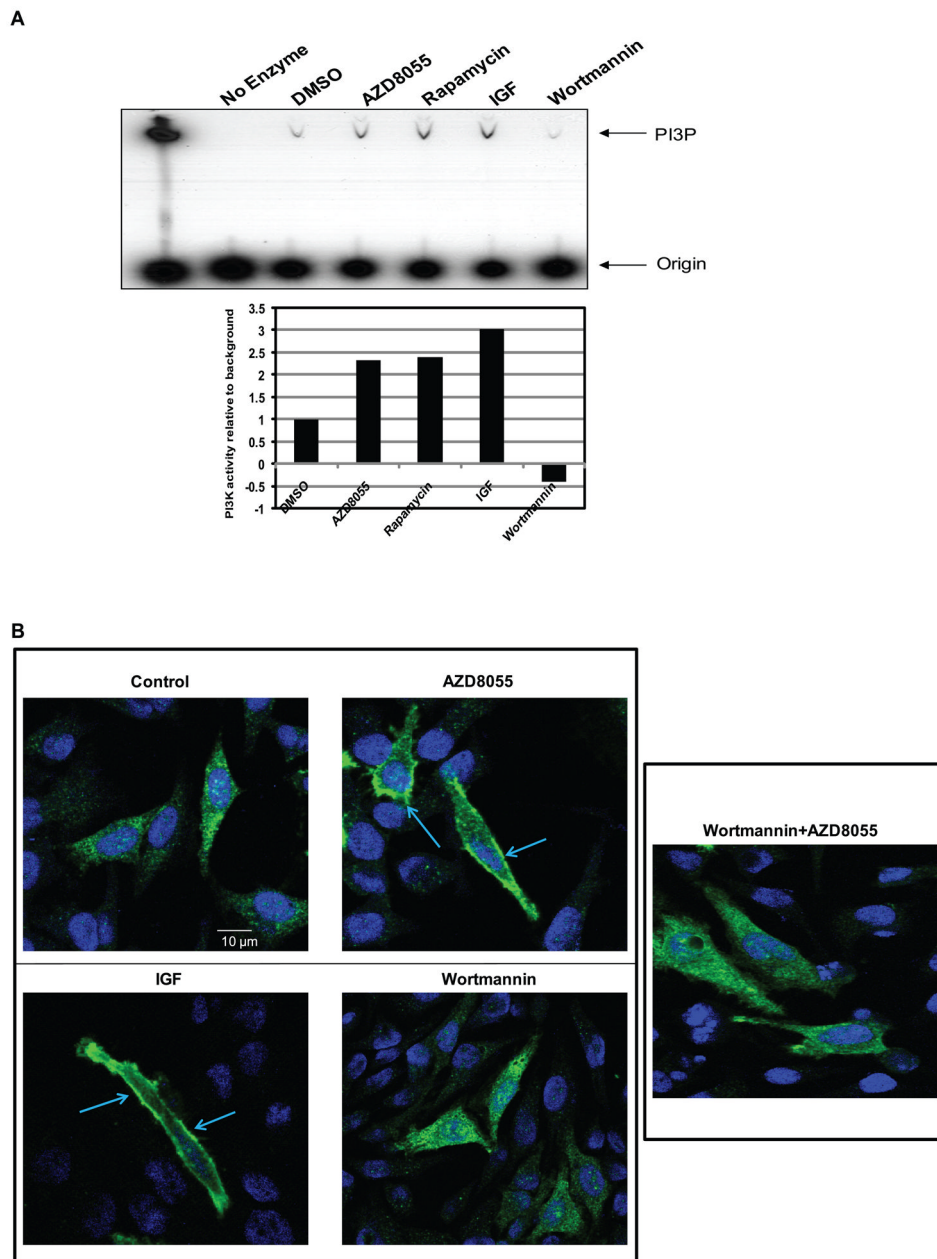 A
No Enzyme
DMSO
AZD8055
Rapamycin
IGF
Wortmannin
PI3P
Origin
PI3K activity relative to background
3.5
3
2.5
2
1.5
1
0.5
0
-0.5
-1
DMSO
AZD8055
Rapamycin
IGF
Wortmannin
B
Control
AZD8055
10 µm
IGF
Wortmannin
Wortmannin+AZD8055